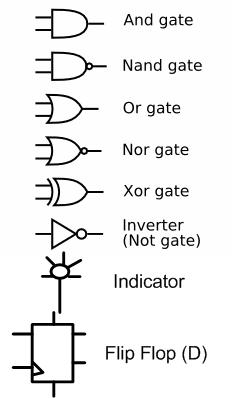 And gate
Nand gate
Or gate
Nor gate
Xor gate
Inverter
(Not gate)
Indicator
Flip Flop (D)